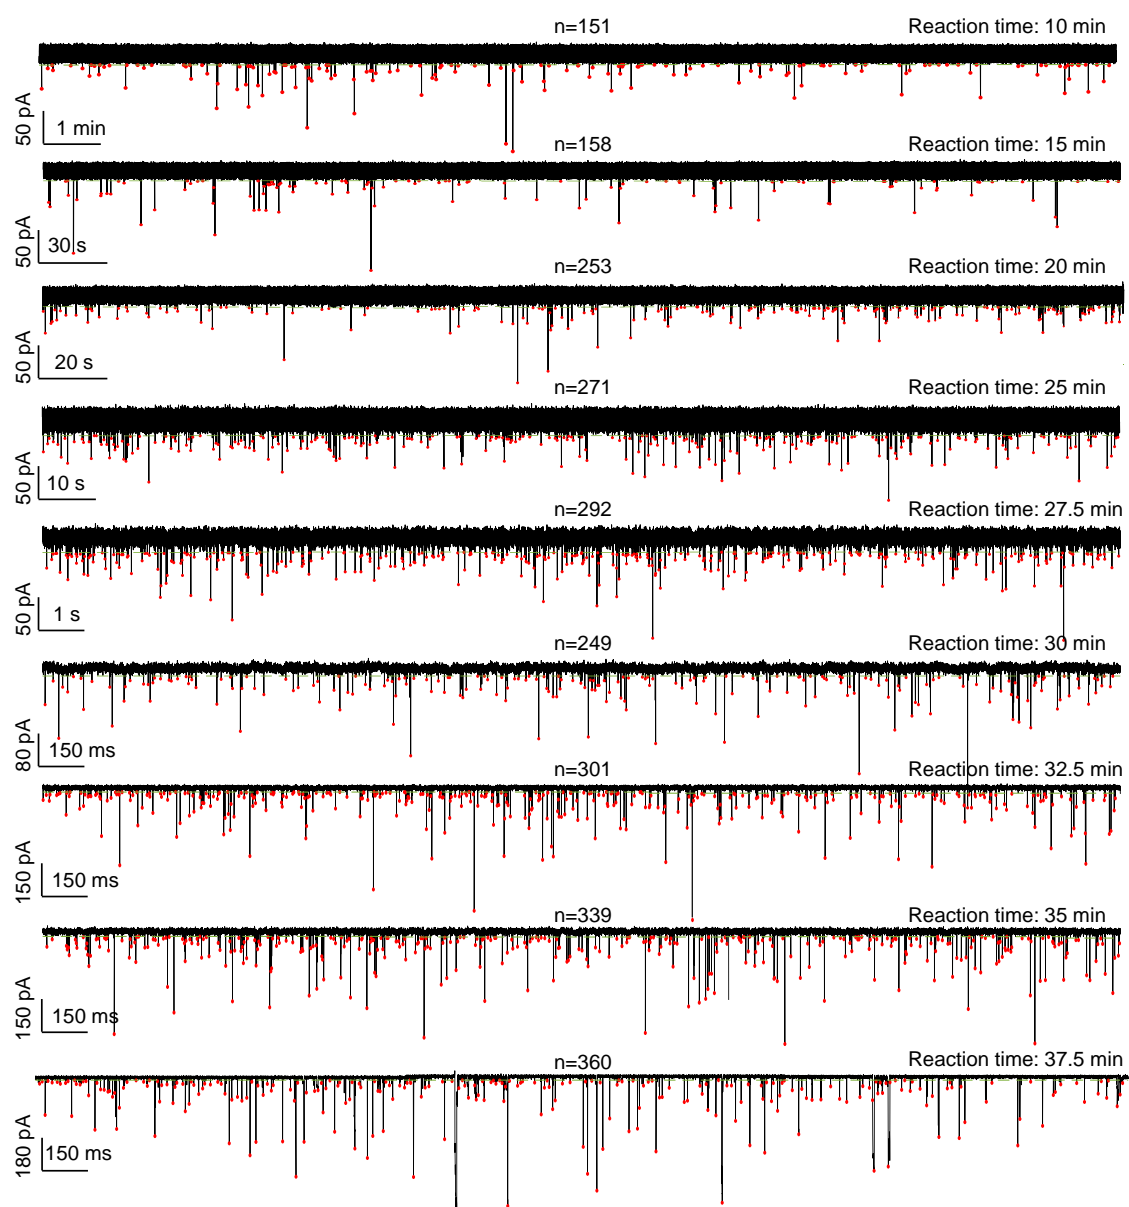 n=151 Reaction time: 10 min
50 pA
1 min
n=158 Reaction time: 15 min
50 pA
30 s
n=253 Reaction time: 20 min
50 pA
20 s
n=271 Reaction time: 25 min
50 pA
10 s
n=292 Reaction time: 27.5 min
50 pA
1 s
n=249 Reaction time: 30 min
80 pA
150 ms
n=301 Reaction time: 32.5 min
150 pA
150 ms
n=339 Reaction time: 35 min
150 pA
150 ms
n=360 Reaction time: 37.5 min
180 pA
150 ms